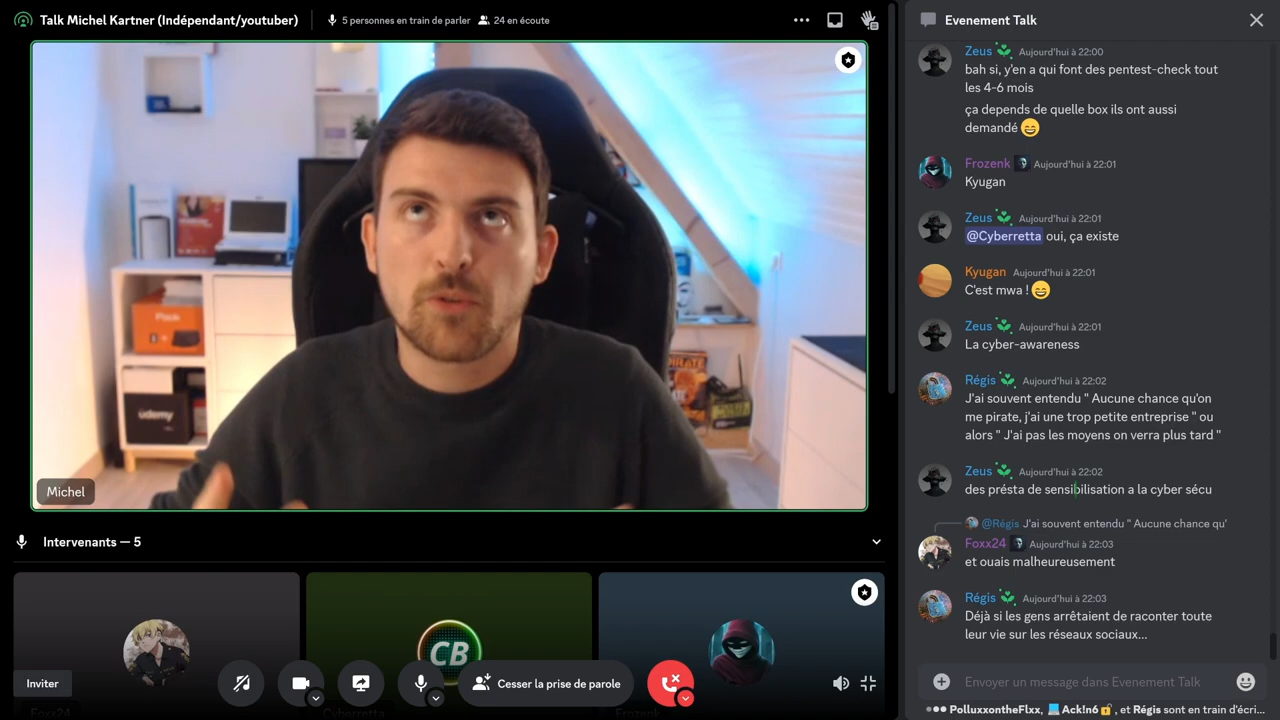 Talk Michel Kartner (Indépendant/youtuber)
5 personnes en train de parler
24 en écoute
Evenement Talk
Michel
udemy
Intervenants — 5
CB
Inviter
Foxx24
Cyberretta
Frozenk
Cesser la prise de parole
Zeus Aujourd'hui à 22:00
bah si, y'en a qui font des pentest-check tout
les 4-6 mois
ça depends de quelle box ils ont aussi
demandé 😄
Frozenk Aujourd'hui à 22:01
Kyugan
Zeus Aujourd'hui à 22:01
@Cyberretta oui, ça existe
Kyugan Aujourd'hui à 22:01
C'est mwa ! 😄
Zeus Aujourd'hui à 22:01
La cyber-awareness
Régis Aujourd'hui à 22:02
J'ai souvent entendu " Aucune chance qu'on
me pirate, j'ai une trop petite entreprise " ou
alors " J'ai pas les moyens on verra plus tard "
Zeus Aujourd'hui à 22:02
des présta de sensibilisation a la cyber sécu
@Régis J'ai souvent entendu " Aucune chance qu'
Foxx24 Aujourd'hui à 22:03
et ouais malheureusement
Régis Aujourd'hui à 22:03
Déjà si les gens arrêtaient de raconter toute
leur vie sur les réseaux sociaux...
Envoyer un message dans Evenement Talk
PolluxxontheFlxx, 💻Ack!n6🔓, et Régis sont en train d'écri...